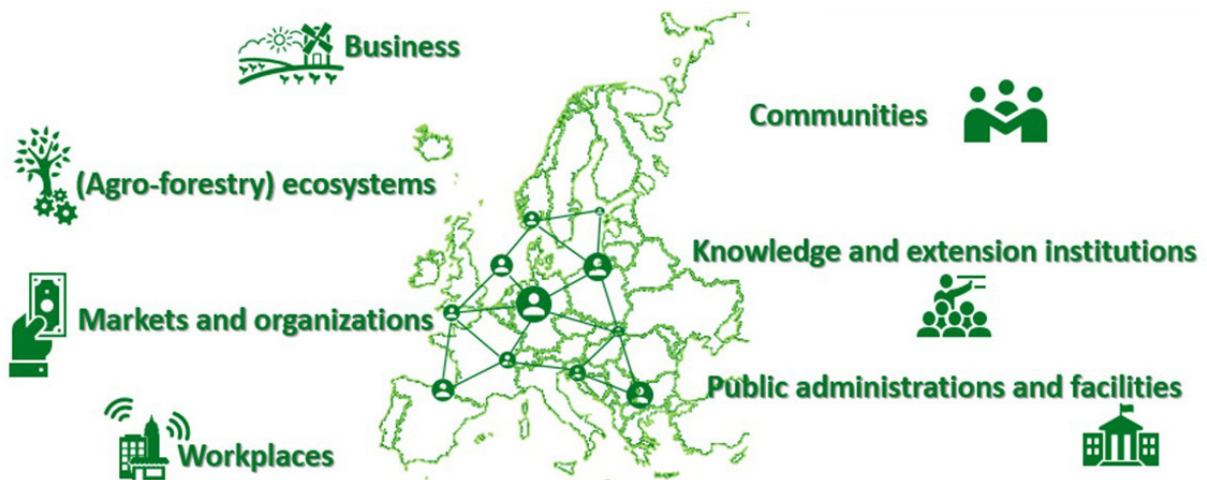 Business
Communities
(Agro-forestry) ecosystems
Knowledge and extension institutions
Markets and organizations
Public administrations and facilities
Workplaces